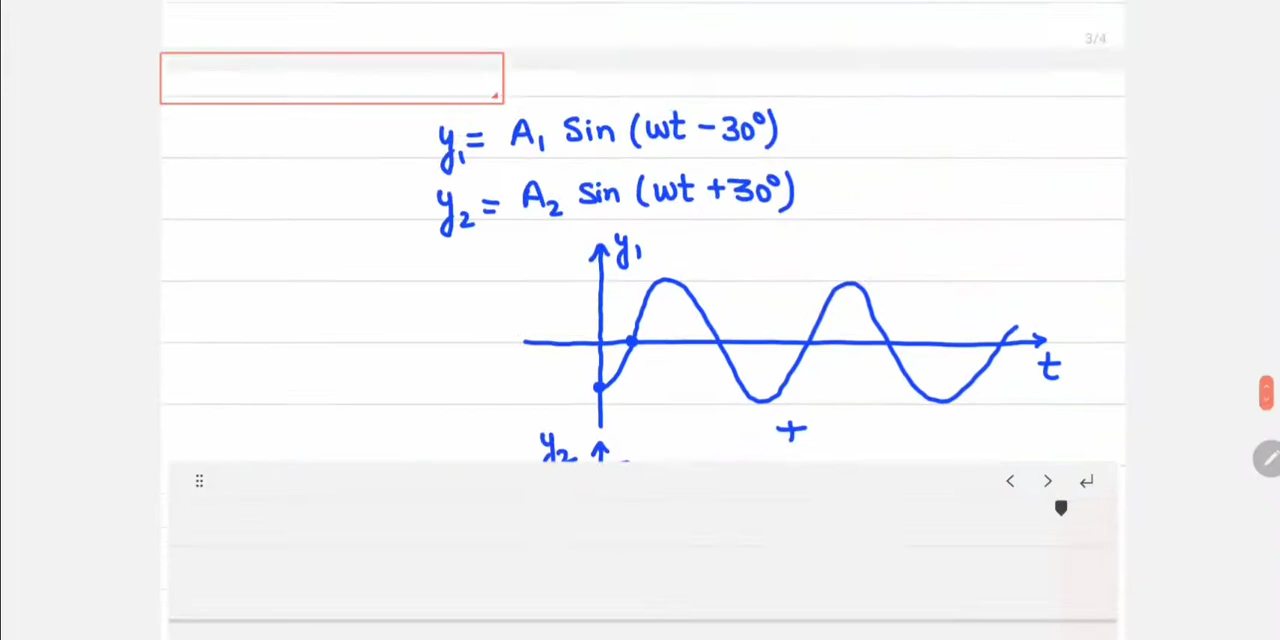 3/4
y₁ = A₁ Sin (wt - 30°)
y₂ = A₂ Sin (wt + 30°)
y₁
t
+
y₂